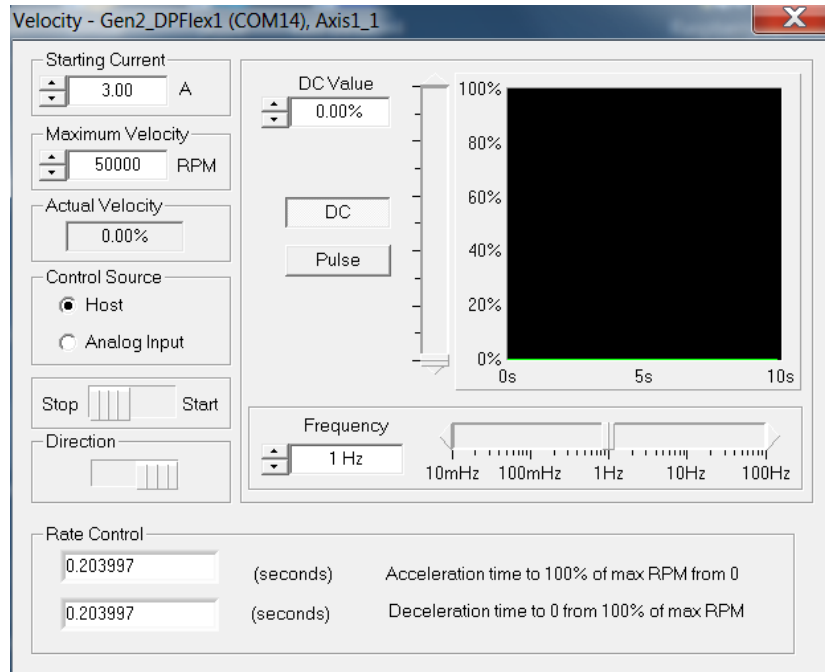 Velocity - Gen2_DPFlex1 (COM14), Axis1_1
Starting Current
3.00 A
Maximum Velocity
50000 RPM
Actual Velocity
0.00%
Control Source
Host
Analog Input
Stop Start
Direction
DC Value
0.00%
DC
Pulse
100%
80%
60%
40%
20%
0%
0s 5s 10s
Frequency
1 Hz
10mHz 100mHz 1Hz 10Hz 100Hz
Rate Control
0.203997 (seconds) Acceleration time to 100% of max RPM from 0
0.203997 (seconds) Deceleration time to 0 from 100% of max RPM